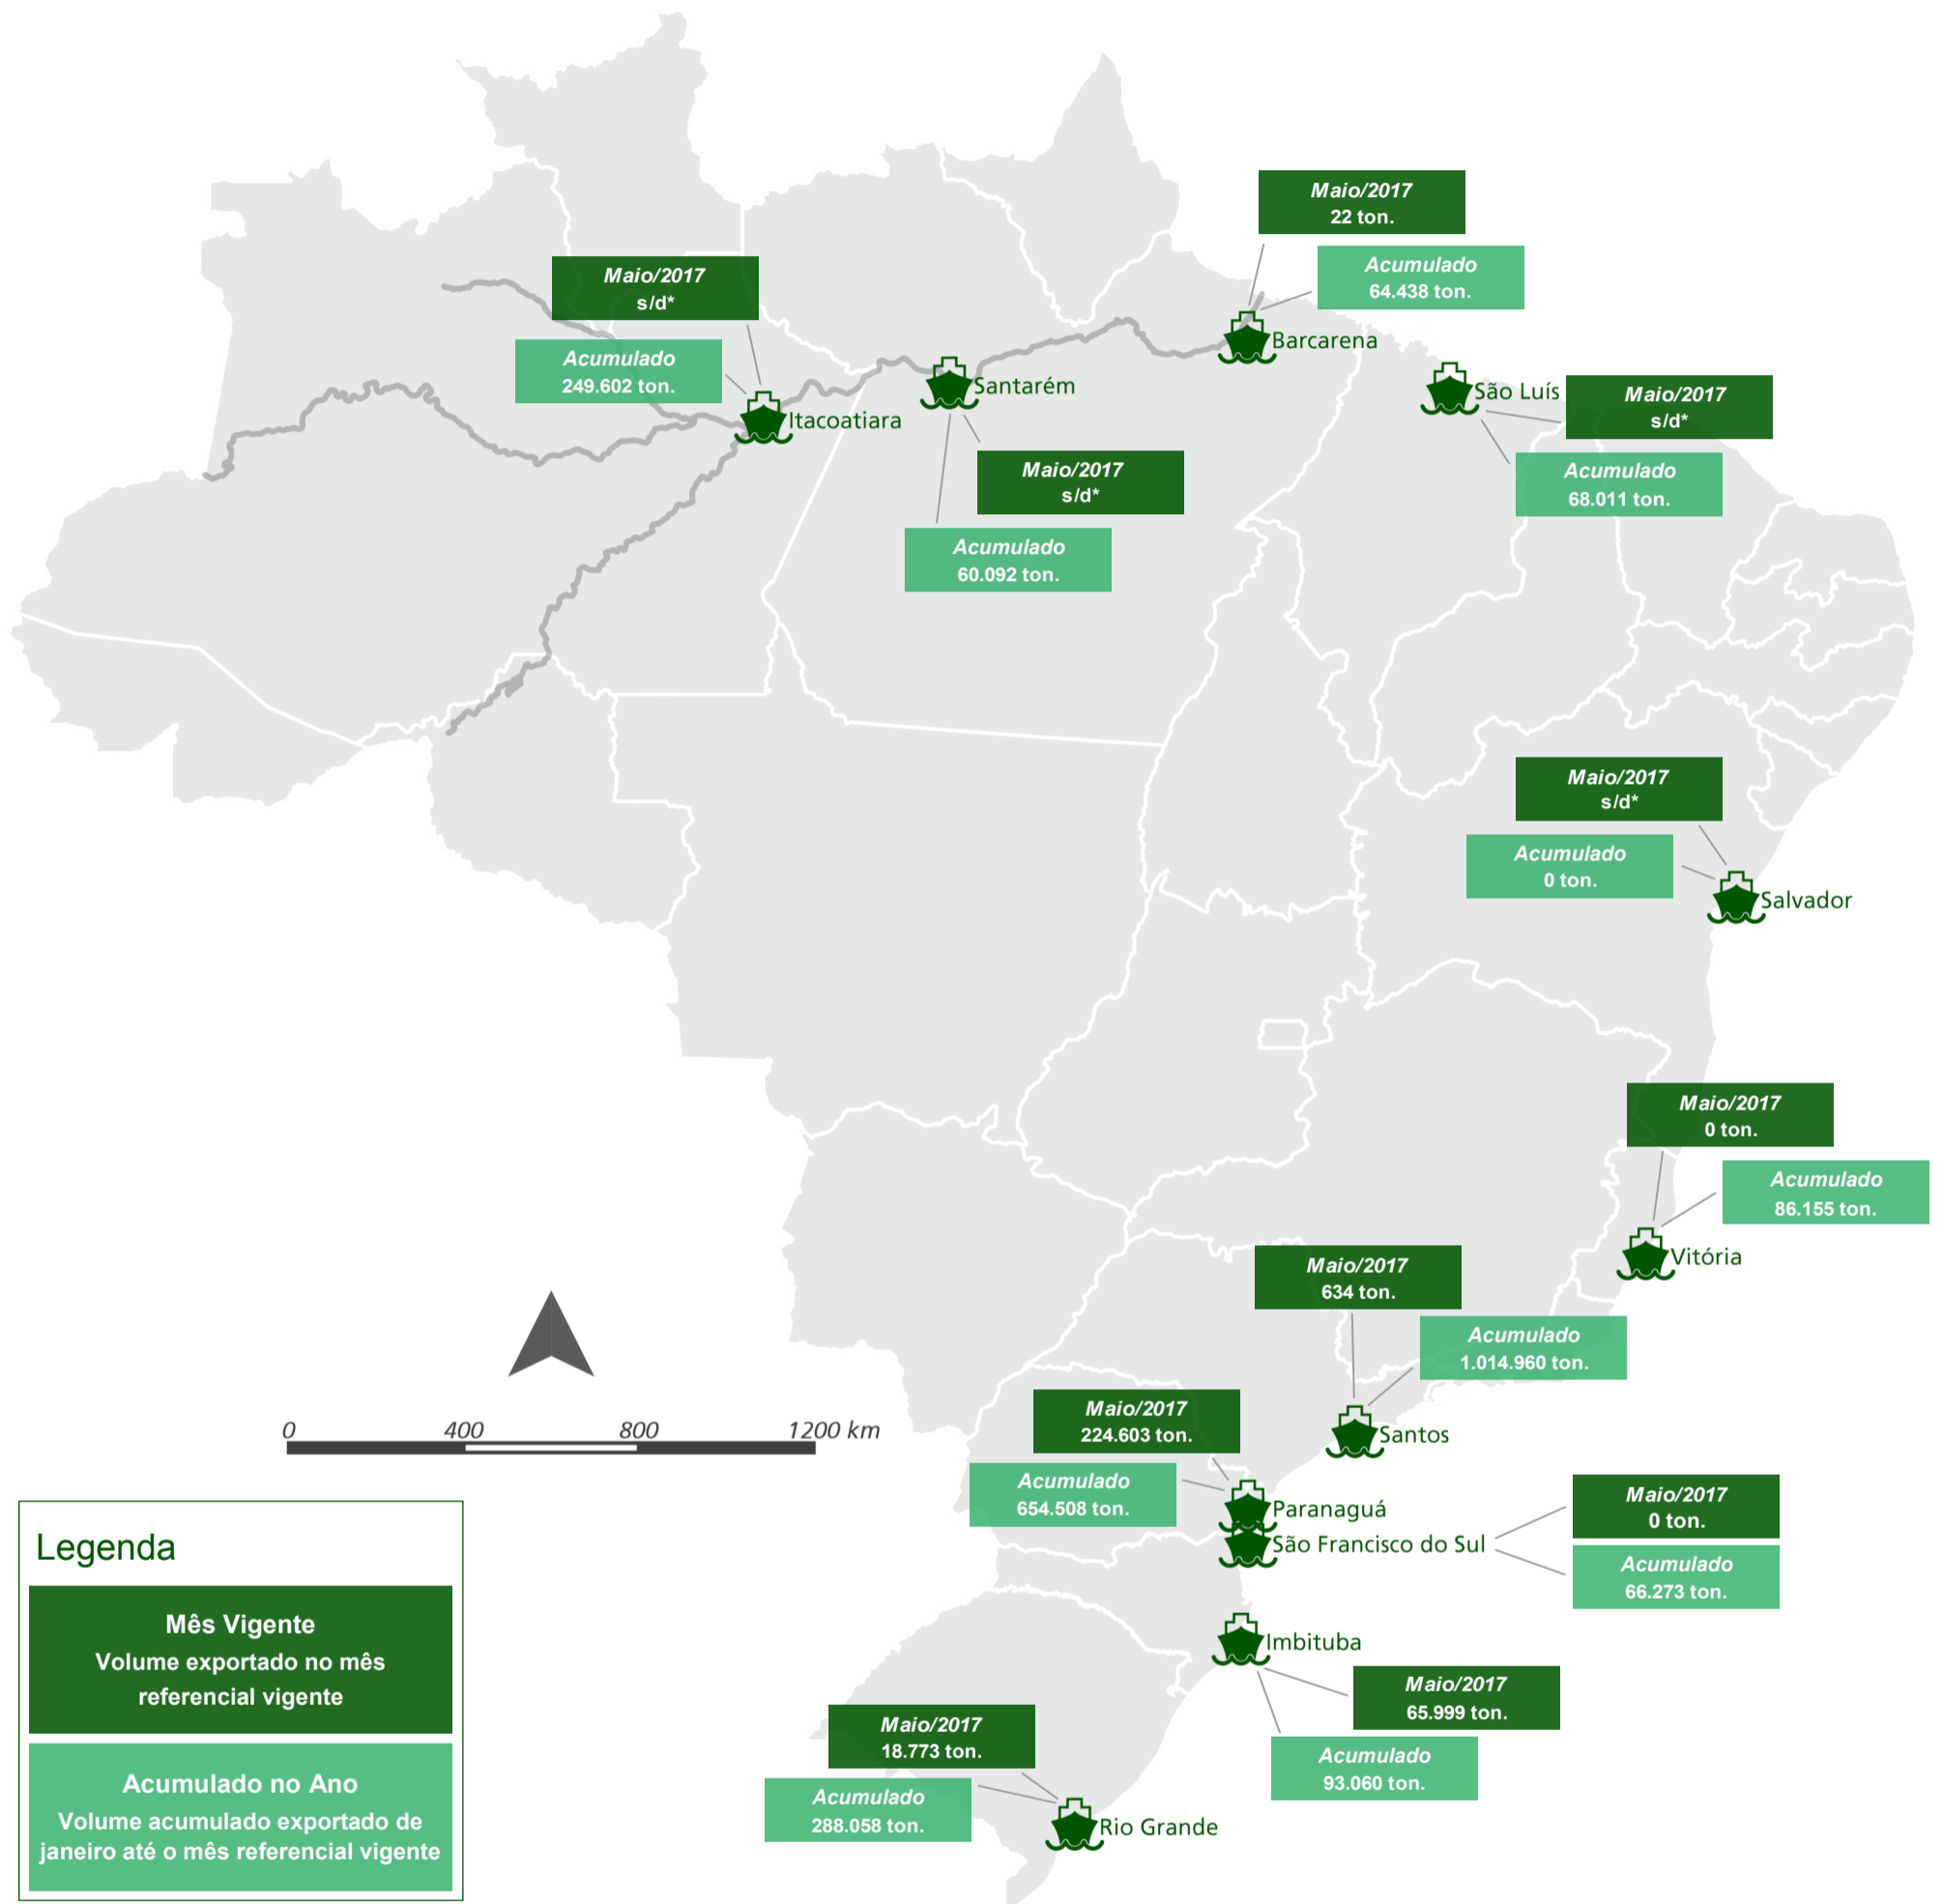 Maio/2017
22 ton.
Acumulado
64.438 ton.
Barcarena
Maio/2017
s/d*
Acumulado
249.602 ton.
Itacoatiara
Santarém
Maio/2017
s/d*
Acumulado
60.092 ton.
São Luís
Maio/2017
s/d*
Acumulado
68.011 ton.
Maio/2017
s/d*
Acumulado
0 ton.
Salvador
Maio/2017
0 ton.
Acumulado
86.155 ton.
Vitória
Maio/2017
634 ton.
Acumulado
1.014.960 ton.
Santos
Maio/2017
224.603 ton.
Acumulado
654.508 ton.
Paranaguá
São Francisco do Sul
Maio/2017
0 ton.
Acumulado
66.273 ton.
Imbituba
Maio/2017
65.999 ton.
Acumulado
93.060 ton.
Maio/2017
18.773 ton.
Acumulado
288.058 ton.
Rio Grande
0 400 800 1200 km
Legenda
Mês Vigente
Volume exportado no mês
referencial vigente
Acumulado no Ano
Volume acumulado exportado de
janeiro até o mês referencial vigente